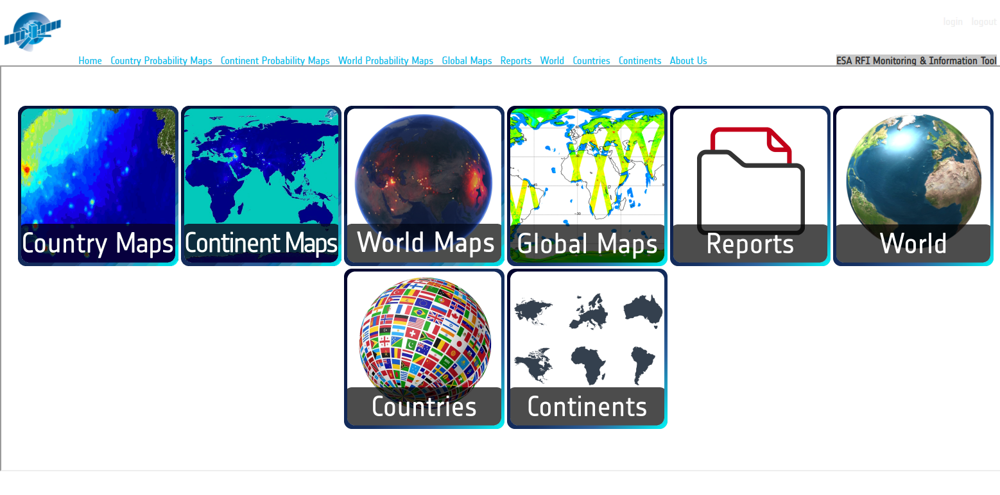 login logout
Home Country Probability Maps Continent Probability Maps World Probability Maps Global Maps Reports World Countries Continents About Us ESA RFI Monitoring & Information Tool
Country Maps Continent Maps World Maps Global Maps Reports World
Countries Continents